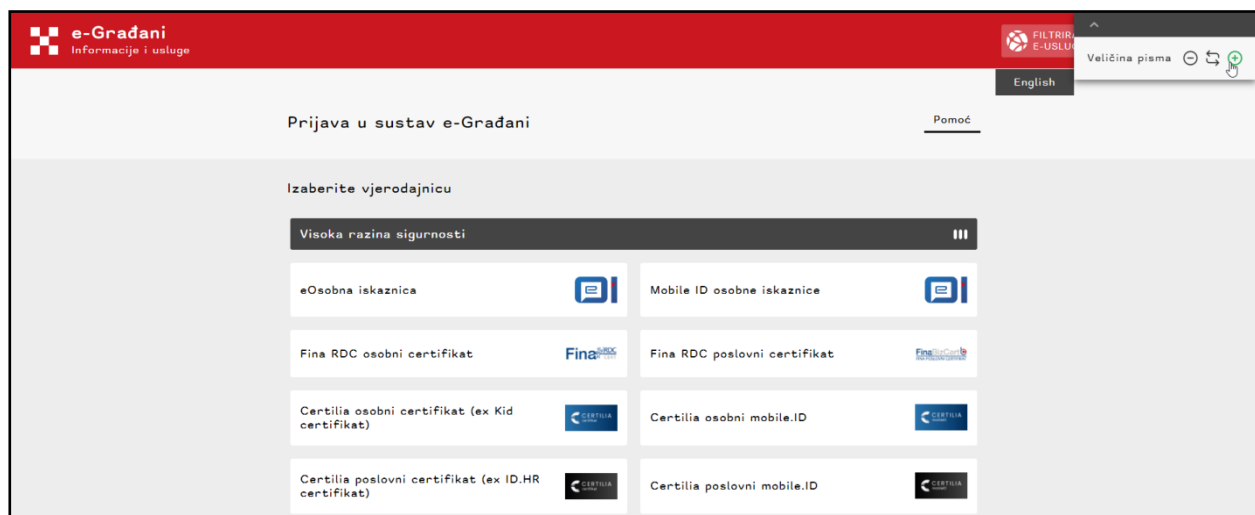 e-Građani
Informacije i usluge
FILTRIR
E-USLU
Veličina pisma
English
Prijava u sustav e-Građani
Pomoć
Izaberite vjerodajnicu
Visoka razina sigurnosti
eOsobna iskaznica
Mobile ID osobne iskaznice
Fina RDC osobni certifikat
Fina RDC
Fina RDC poslovni certifikat
FinaBizCert
Certilia osobni certifikat (ex Kid
certifikat)
CERTILIA
Certilia osobni mobile.ID
CERTILIA
Certilia poslovni certifikat (ex ID.HR
certifikat)
CERTILIA
Certilia poslovni mobile.ID
CERTILIA